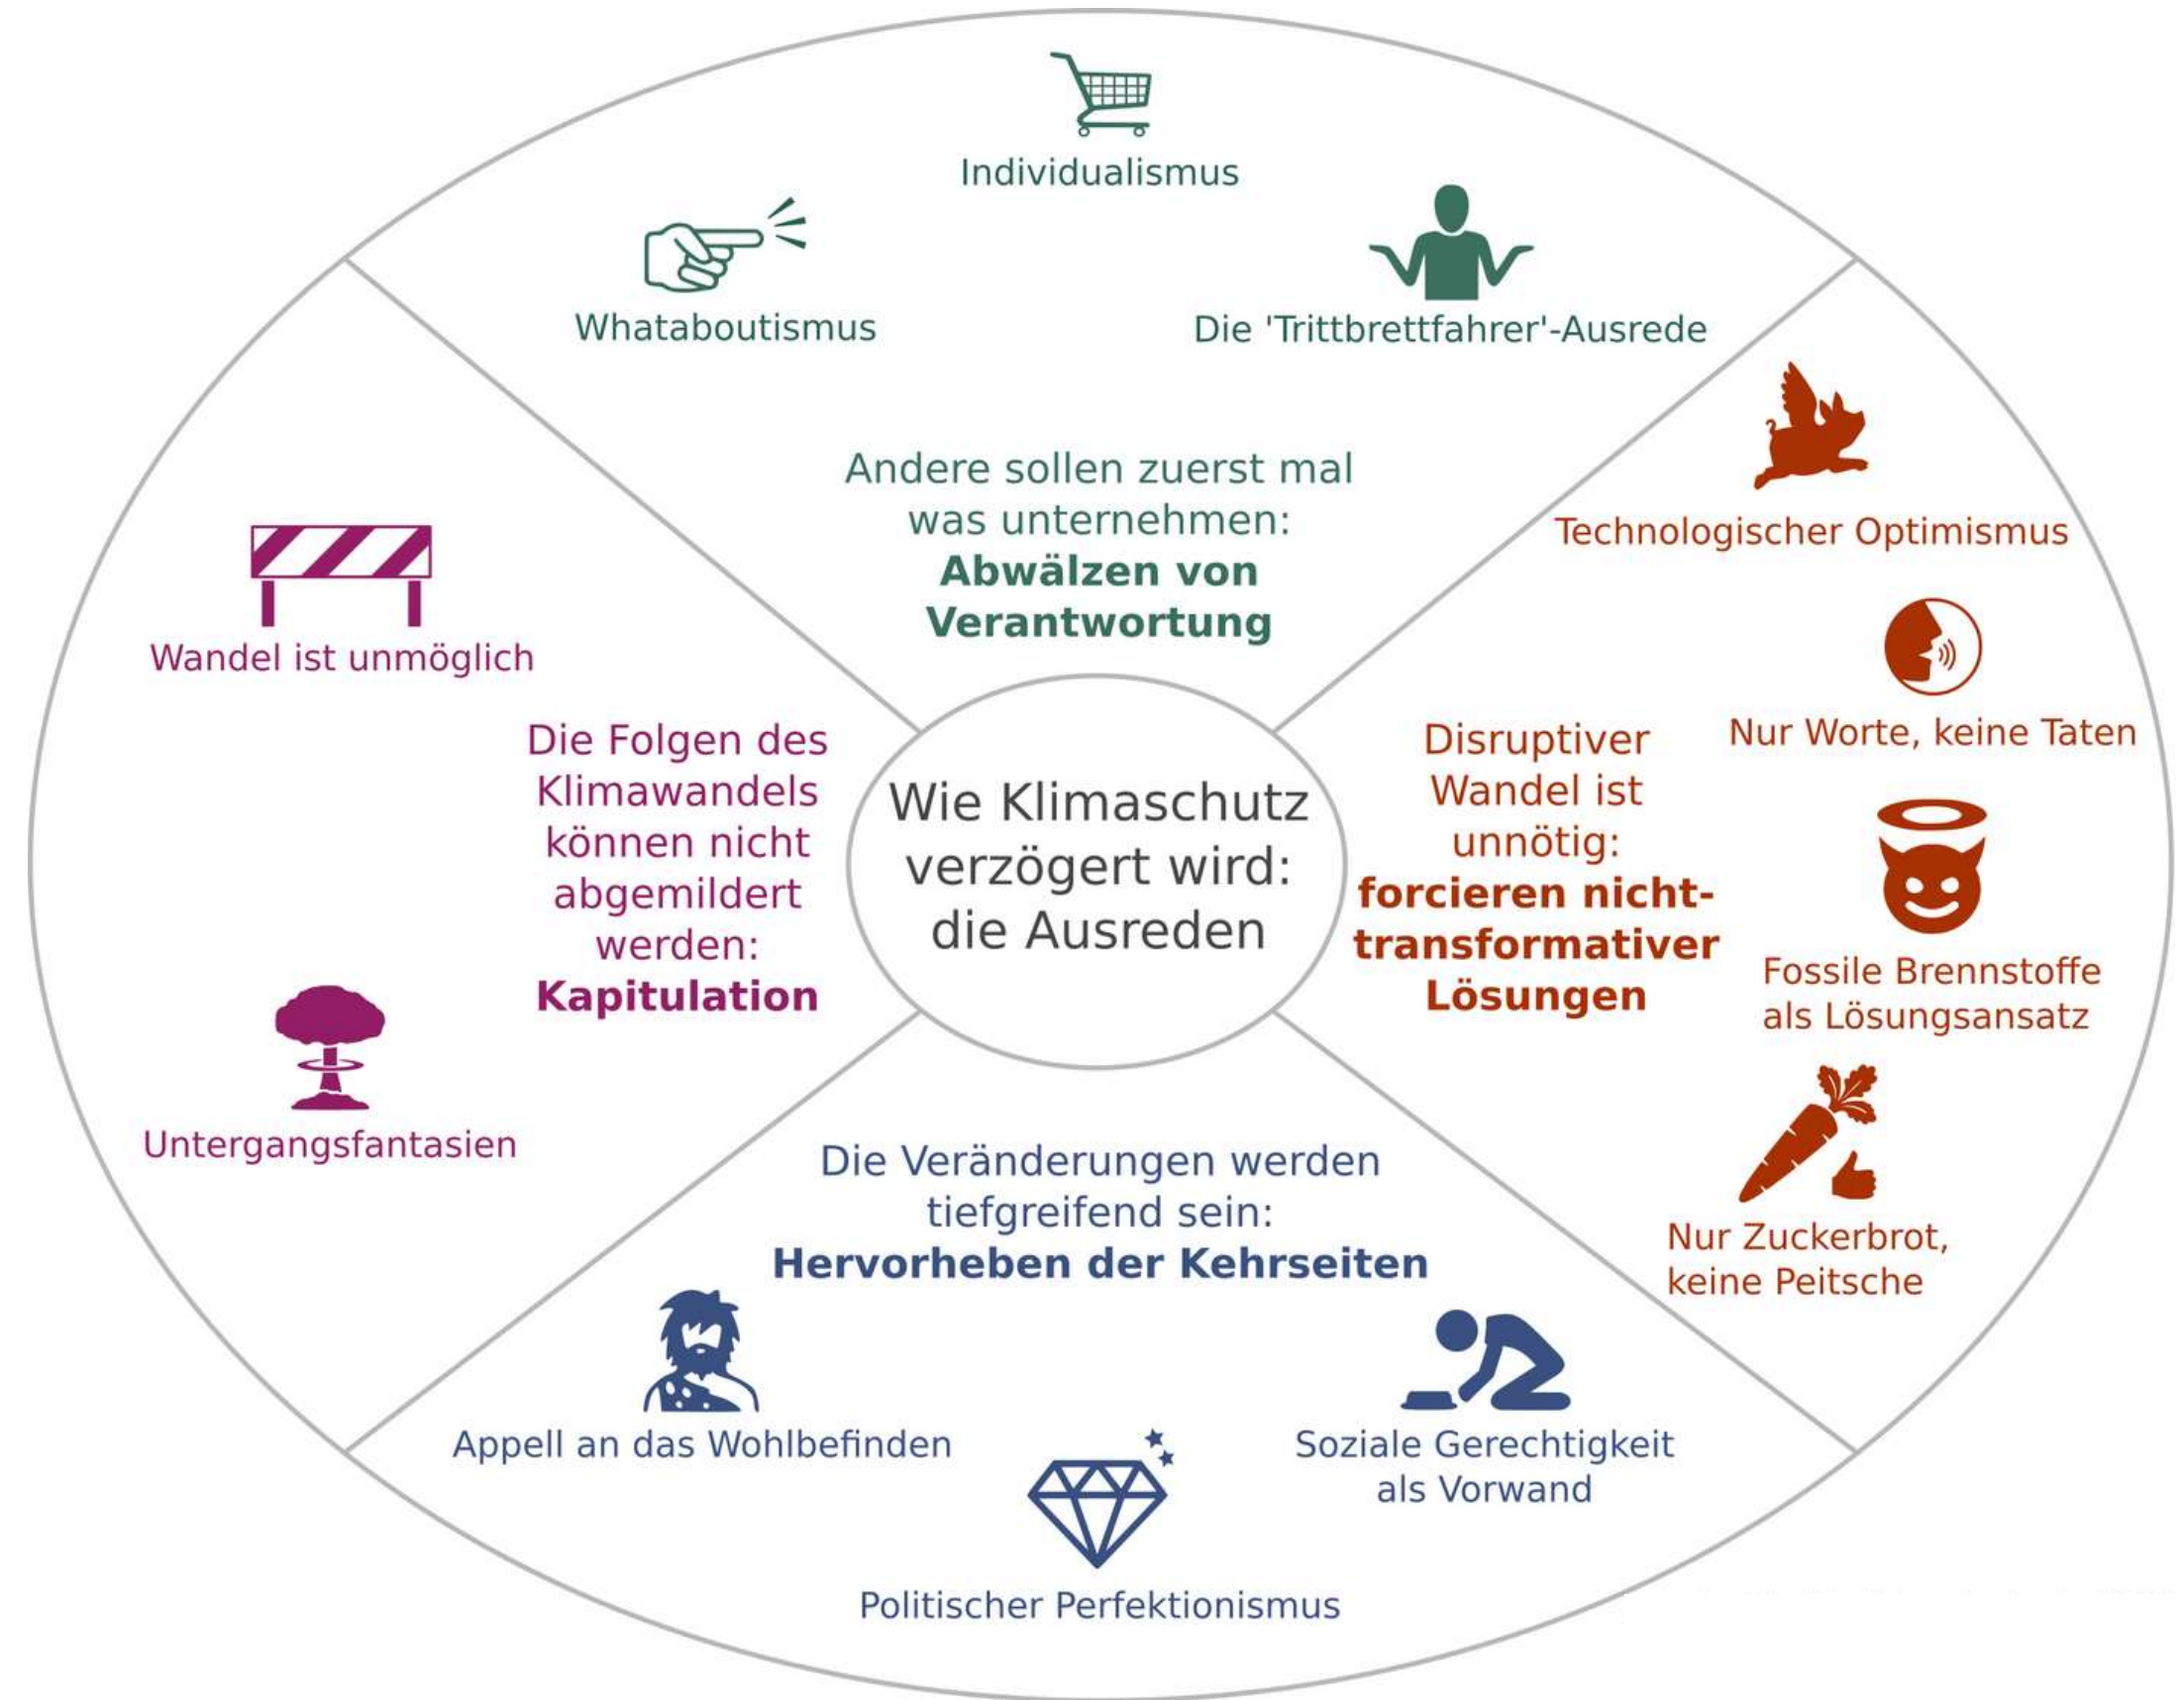 Individualismus
Whataboutismus
Die 'Trittbrettfahrer'-Ausrede
Andere sollen zuerst mal
was unternehmen:
Abwälzen von
Verantwortung
Technologischer Optimismus
Nur Worte, keine Taten
Disruptiver
Wandel ist
unnötig:
forcieren nicht-
transformativer
Lösungen
Fossile Brennstoffe
als Lösungsansatz
Nur Zuckerbrot,
keine Peitsche
Wie Klimaschutz
verzögert wird:
die Ausreden
Wandel ist unmöglich
Die Folgen des
Klimawandels
können nicht
abgemildert
werden:
Kapitulation
Untergangsfantasien
Die Veränderungen werden
tiefgreifend sein:
Hervorheben der Kehrseiten
Appell an das Wohlbefinden
Soziale Gerechtigkeit
als Vorwand
Politischer Perfektionismus